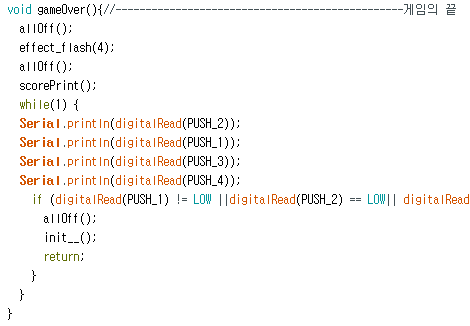 void gameOver(){//------------------------------------------------게임의 끝
allOff();
effect_flash(4);
allOff();
scorePrint();
while(1) {
Serial.println(digitalRead(PUSH_2));
Serial.println(digitalRead(PUSH_1));
Serial.println(digitalRead(PUSH_3));
Serial.println(digitalRead(PUSH_4));
if (digitalRead(PUSH_1) != LOW ||digitalRead(PUSH_2) == LOW|| digitalRead
allOff();
init__();
return;
}
}
}